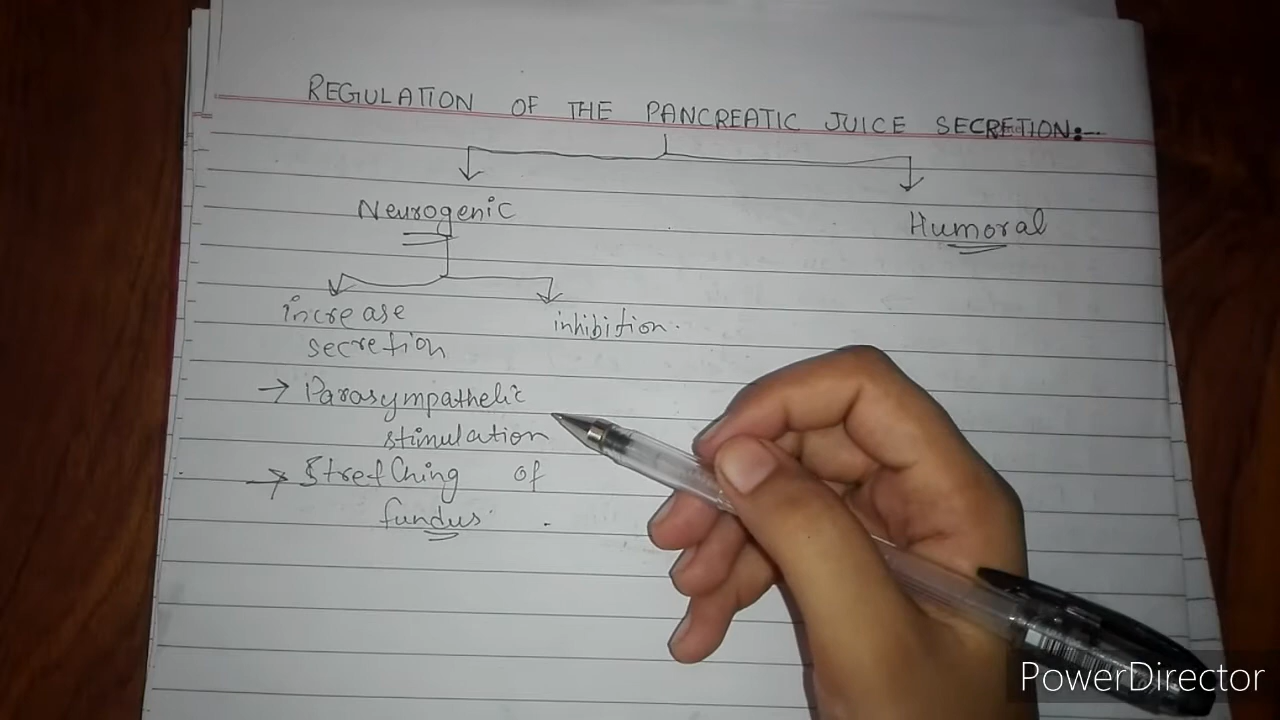 REGULATION OF THE PANCREATIC JUICE SECRETION:--
Neurogenic
Humoral
increase
secretion
inhibition.
→ Parasympathetic
stimulation
→ Stretching of
fundus.
PowerDirector